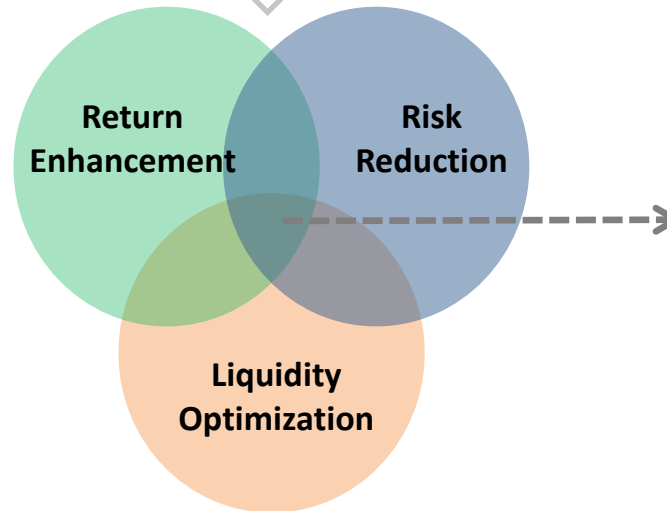 Return
Enhancement
Risk
Reduction
Liquidity
Optimization